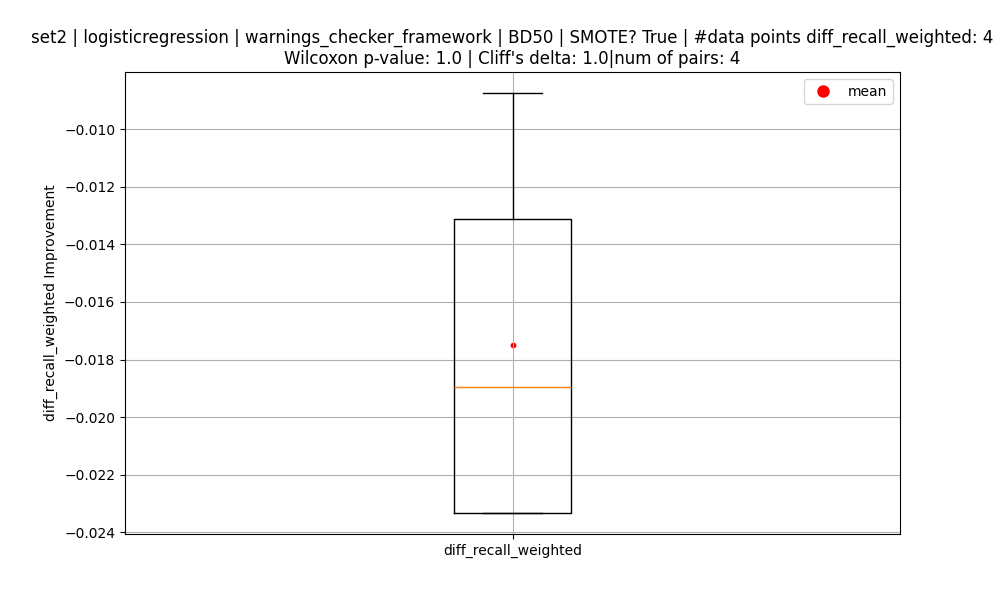 set2 | logisticregression | warnings_checker_framework | BD50 | SMOTE? True | #data points diff_recall_weighted: 4
Wilcoxon p-value: 1.0 | Cliff's delta: 1.0|num of pairs: 4
mean
−0.010
−0.012
−0.014
−0.016
−0.018
−0.020
−0.022
−0.024
diff_recall_weighted Improvement
diff_recall_weighted